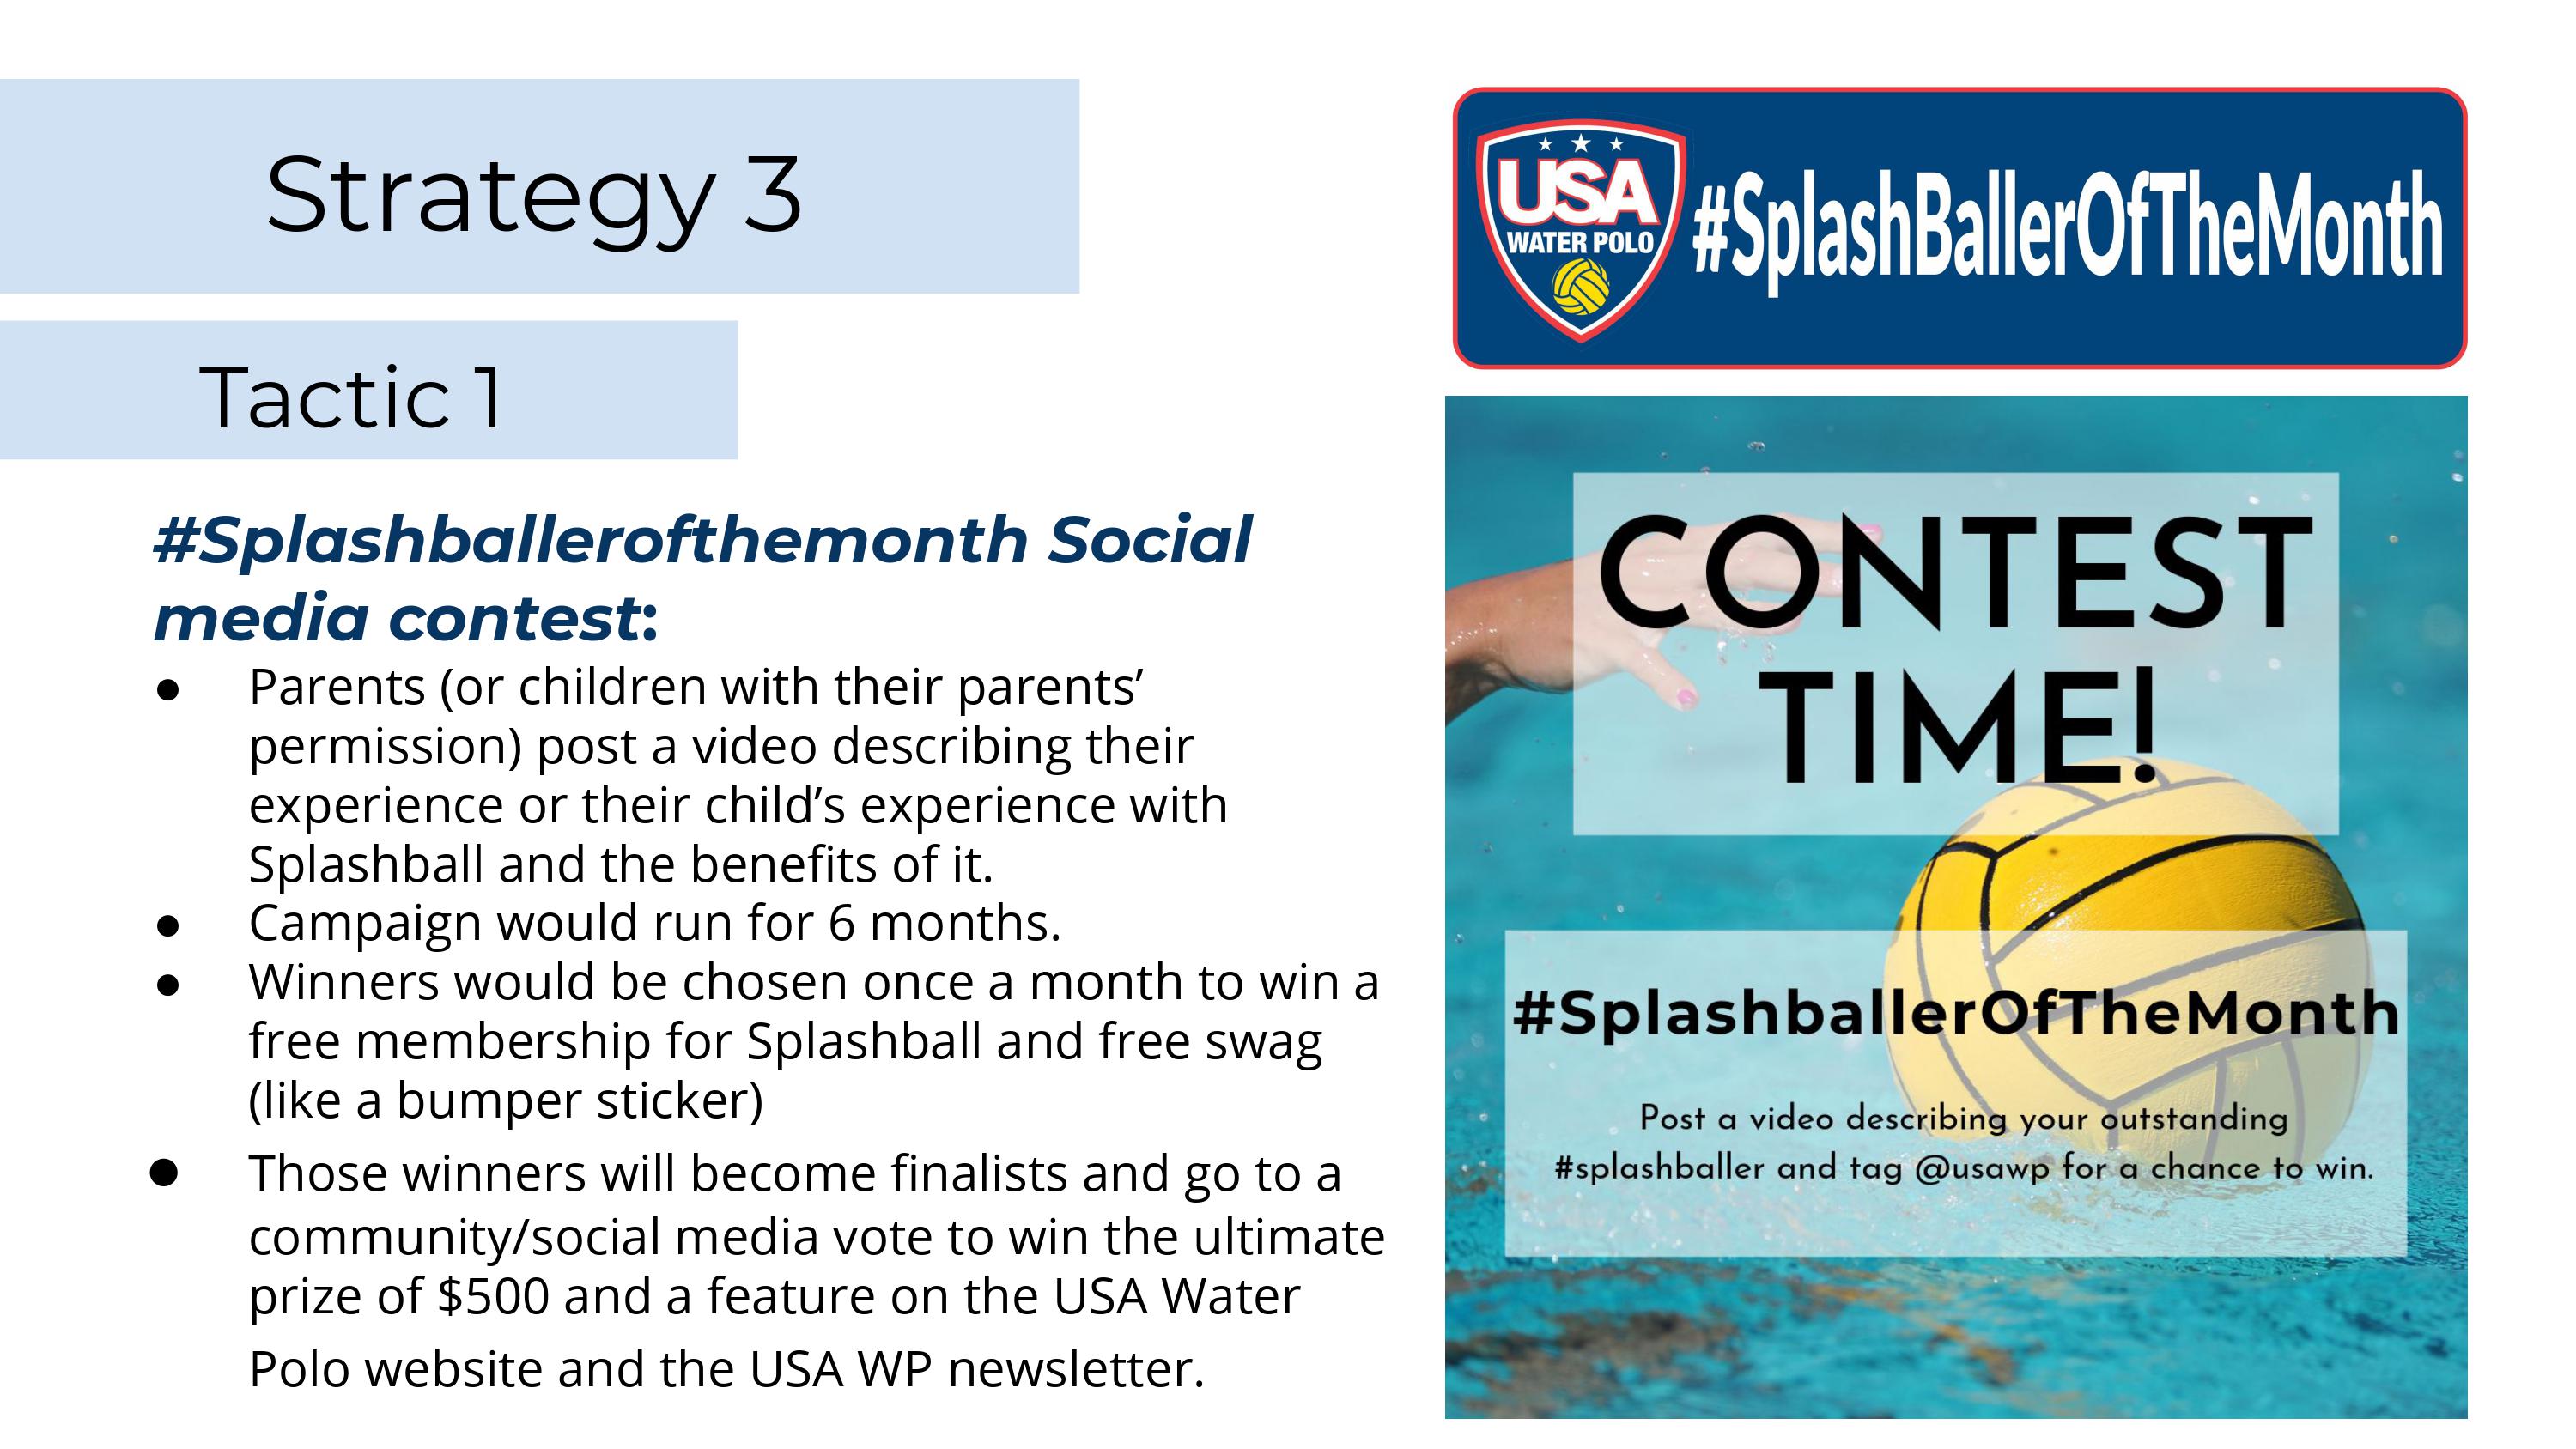 Strategy 3
Tactic 1
#Splashballerofthemonth Social
media contest:
● Parents (or children with their parents’
permission) post a video describing their
experience or their child’s experience with
Splashball and the benefits of it.
● Campaign would run for 6 months.
● Winners would be chosen once a month to win a
free membership for Splashball and free swag
(like a bumper sticker)
● Those winners will become finalists and go to a
community/social media vote to win the ultimate
prize of $500 and a feature on the USA Water
Polo website and the USA WP newsletter.
USA
WATER POLO
#SplashBallerOfTheMonth
CONTEST
TIME!
#SplashballerOfTheMonth
Post a video describing your outstanding
#splashballer and tag @usawp for a chance to win.